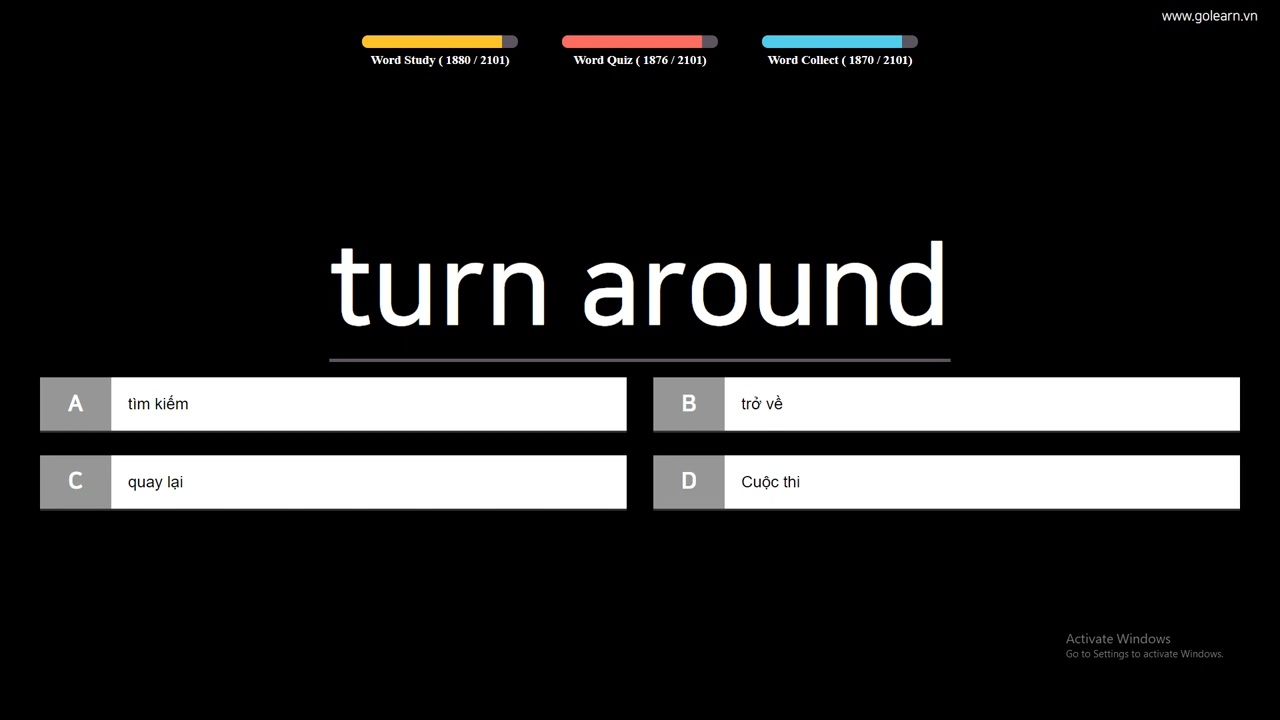 www.golearn.vn
Word Study ( 1880 / 2101) Word Quiz ( 1876 / 2101) Word Collect ( 1870 / 2101)
turn around
A tìm kiếm B trở về
C quay lại D Cuộc thi
Activate Windows
Go to Settings to activate Windows.